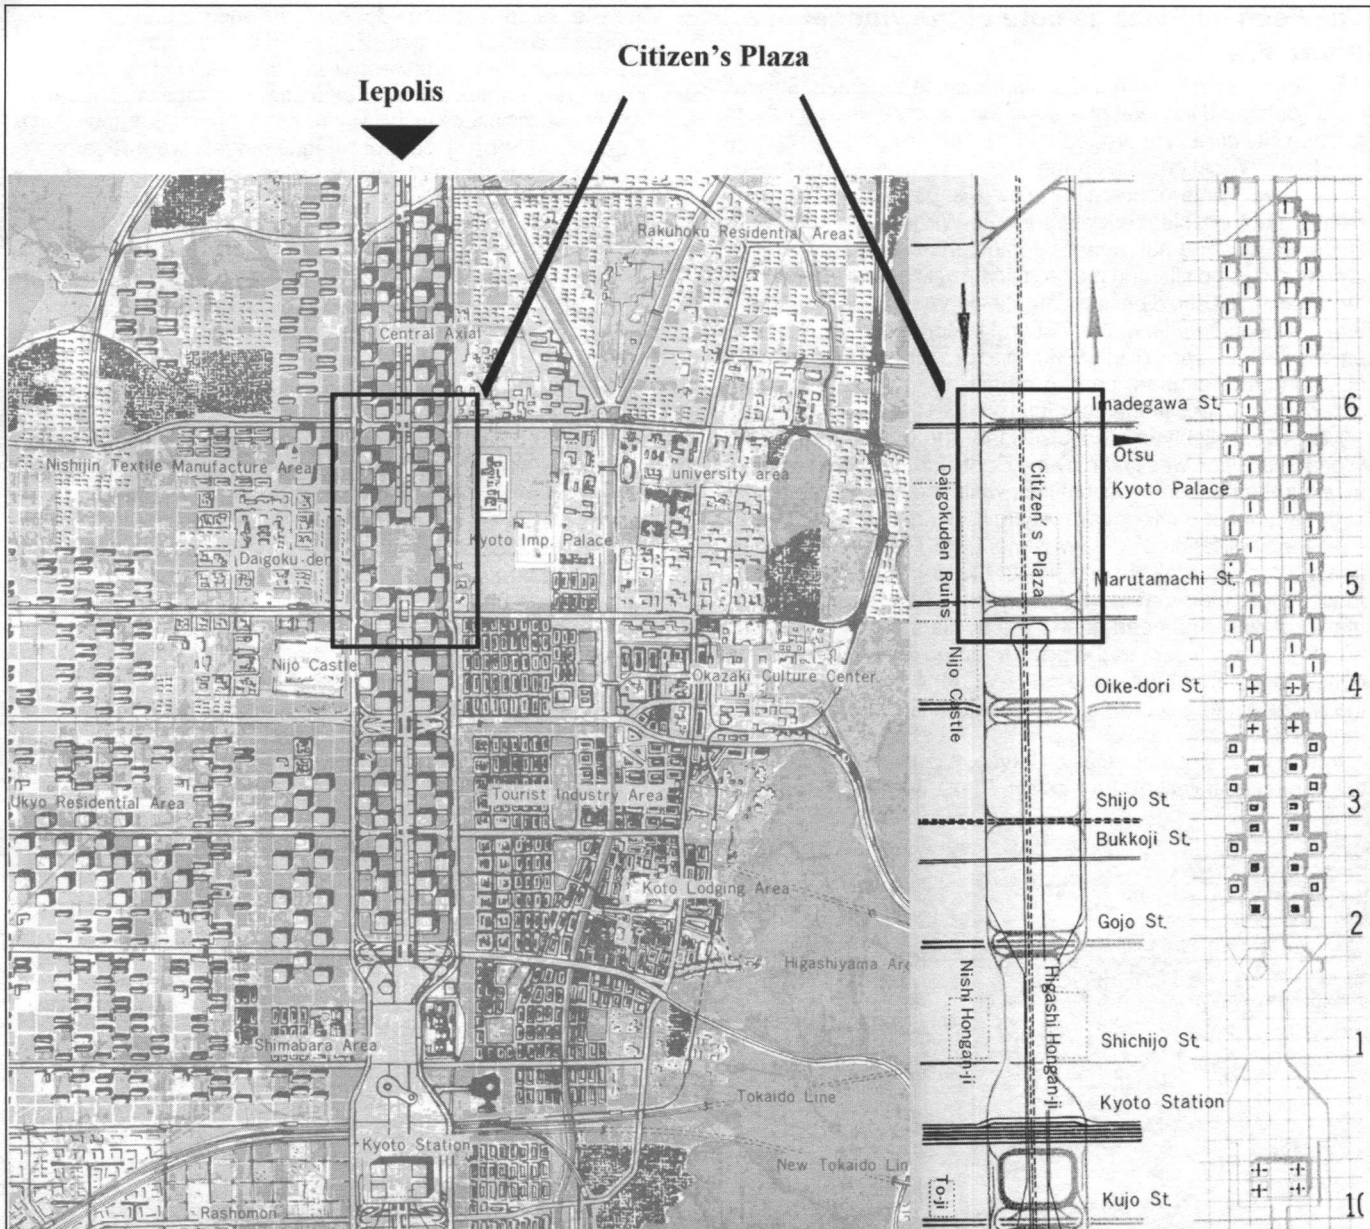 Citizen's Plaza
Iepolis
Rakuhoku Residential Area
Central Axial
Imadegawa St.
6
Otsu
Nishijin Textile Manufacture Area
university area
Kyoto Palace
Daigokuden Ruins
Citizen's Plaza
Kyoto Imp. Palace
Daigoku-den
Marutamachi St.
5
Nijo Castle
Okazaki Culture Center
Nijo Castle
Oike-dori St.
4
Ukyo Residential Area
Tourist Industry Area
Shijo St.
3
Bukkoji St.
Koto Lodging Area
Gojo St.
2
Higashiyama Are
Nishi Hongan-ji
Higashi Hongan-ji
Shimabara Area
Shichijo St.
1
Tokaido Line
Kyoto Station
Kyoto Station
New Tokaido Lin
To-ji
Kujo St.
10
Rashomon